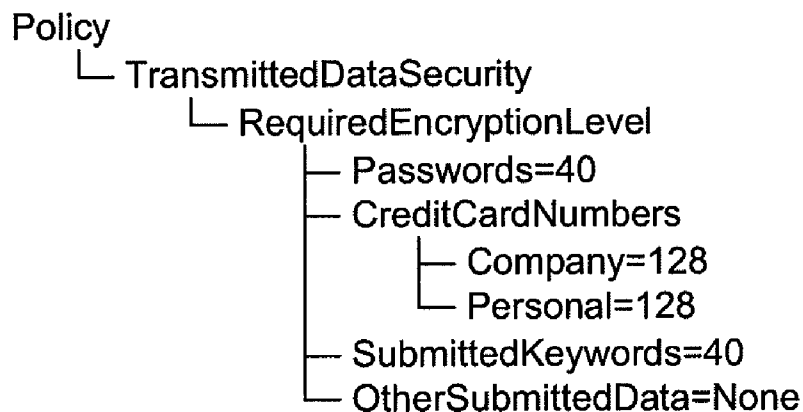 Policy
TransmittedDataSecurity
RequiredEncryptionLevel
Passwords=40
CreditCardNumbers
Company=128
Personal=128
SubmittedKeywords=40
OtherSubmittedData=None